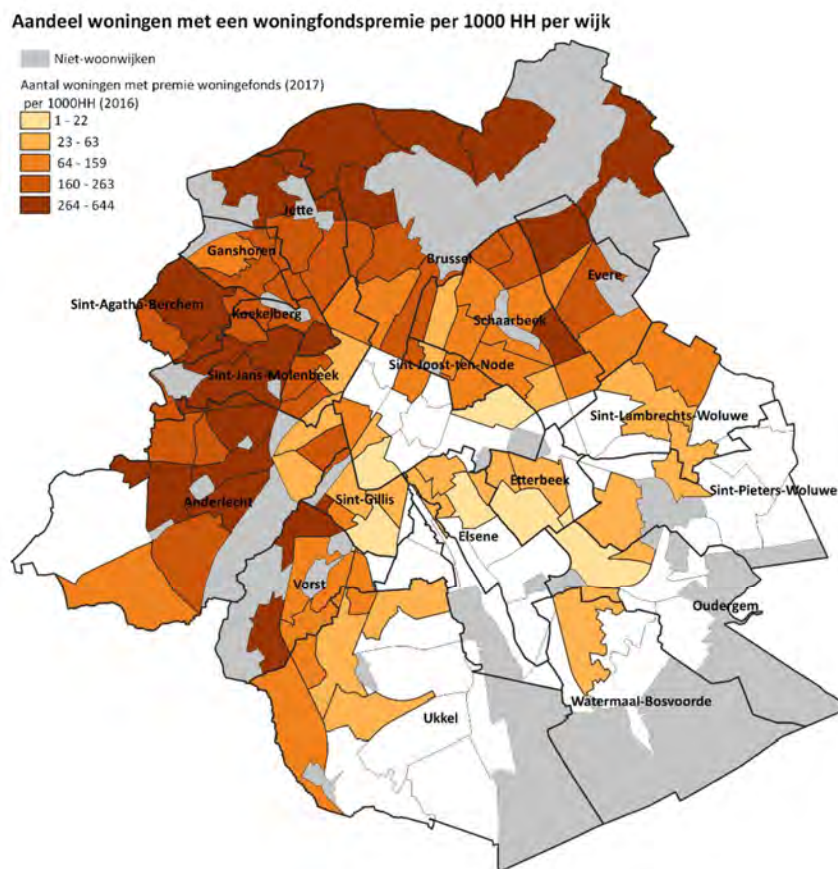 Aandeel woningen met een woningfondspremie per 1000 HH per wijk
Niet-woonwijken
Aantal woningen met premie woningefonds (2017)
per 1000HH (2016)
1 - 22
23 - 63
64 - 159
160 - 263
264 - 644
Jette
Ganshoren
Brussel
Evere
Sint-Agatha-Berchem
Koekelberg
Schaarbeek
Sint-Jans-Molenbeek
Sint-Joost-ten-Node
Sint-Lambrechts-Woluwe
Etterbeek
Sint-Pieters-Woluwe
Anderlecht
Sint-Gillis
Elsene
Vorst
Oudergem
Watermaal-Bosvoorde
Ukkel